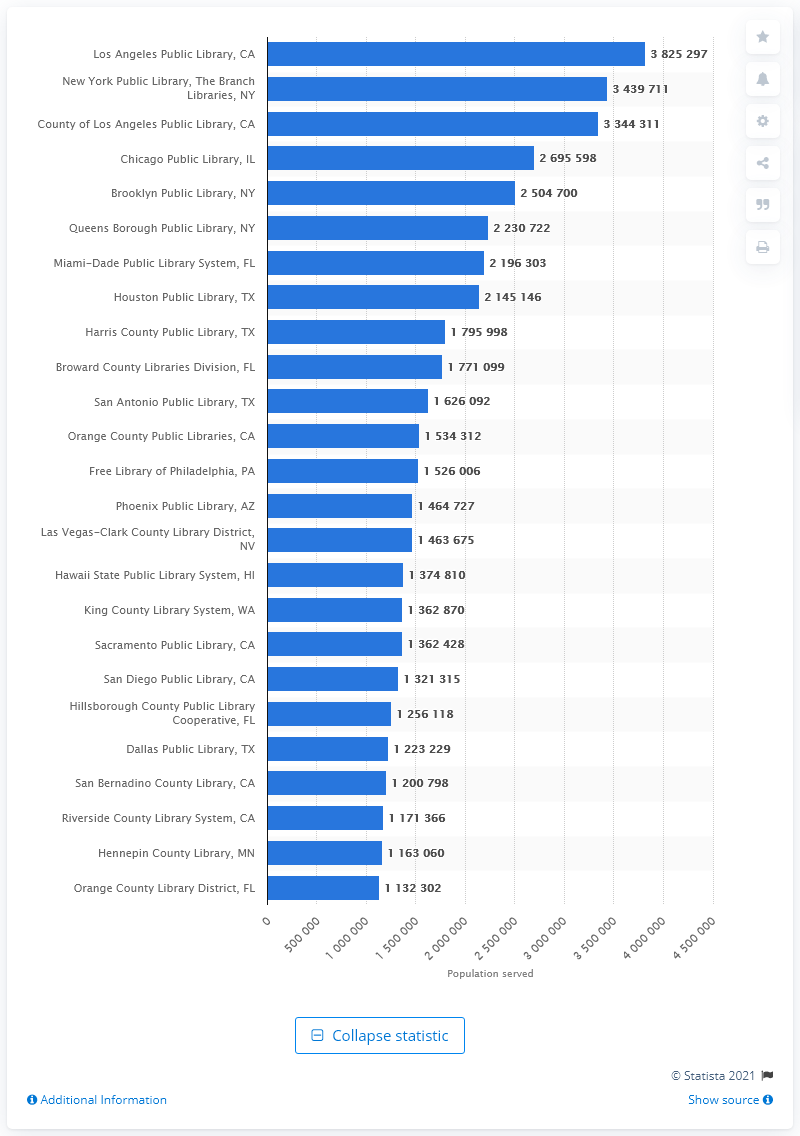 Los Angeles Public Library, CA 3 825 297
New York Public Library, The Branch
Libraries, NY 3 439 711
County of Los Angeles Public Library, CA 3 344 311
Chicago Public Library, IL 2 695 598
Brooklyn Public Library, NY 2 504 700
Queens Borough Public Library, NY 2 230 722
Miami-Dade Public Library System, FL 2 196 303
Houston Public Library, TX 2 145 146
Harris County Public Library, TX 1 795 998
Broward County Libraries Division, FL 1 771 099
San Antonio Public Library, TX 1 626 092
Orange County Public Libraries, CA 1 534 312
Free Library of Philadelphia, PA 1 526 006
Phoenix Public Library, AZ 1 464 727
Las Vegas-Clark County Library District,
NV 1 463 675
Hawaii State Public Library System, HI 1 374 810
King County Library System, WA 1 362 870
Sacramento Public Library, CA 1 362 428
San Diego Public Library, CA 1 321 315
Hillsborough County Public Library
Cooperative, FL 1 256 118
Dallas Public Library, TX 1 223 229
San Bernadino County Library, CA 1 200 798
Riverside County Library System, CA 1 171 366
Hennepin County Library, MN 1 163 060
Orange County Library District, FL 1 132 302
0 500 000 1 000 000 1 500 000 2 000 000 2 500 000 3 000 000 3 500 000 4 000 000 4 500 000
Population served
Collapse statistic
© Statista 2021
Additional Information Show source